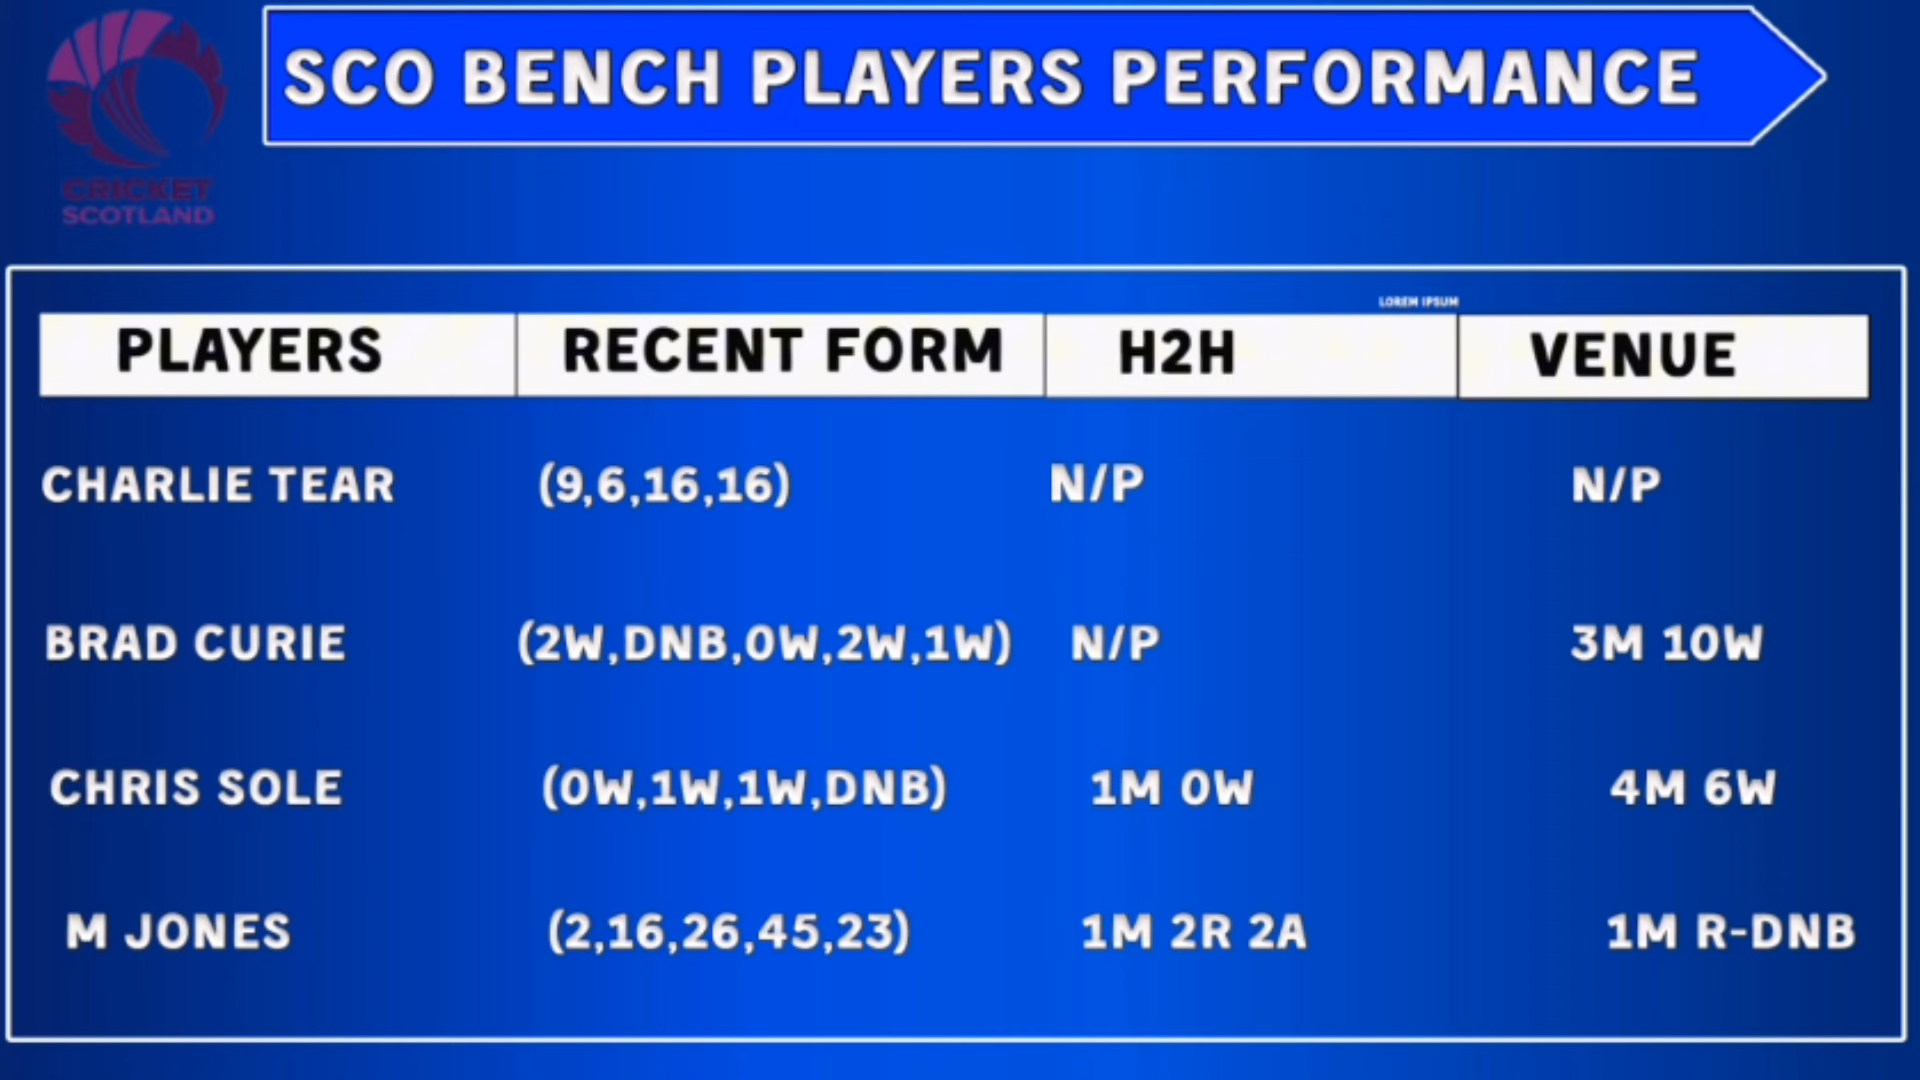 SCO BENCH PLAYERS PERFORMANCE
CRICKET
SCOTLAND
LOREM IPSUM
PLAYERS RECENT FORM H2H VENUE
CHARLIE TEAR (9,6,16,16) N/P N/P
BRAD CURIE (2W,DNB,0W,2W,1W) N/P 3M 10W
CHRIS SOLE (0W,1W,1W,DNB) 1M 0W 4M 6W
M JONES (2,16,26,45,23) 1M 2R 2A 1M R-DNB